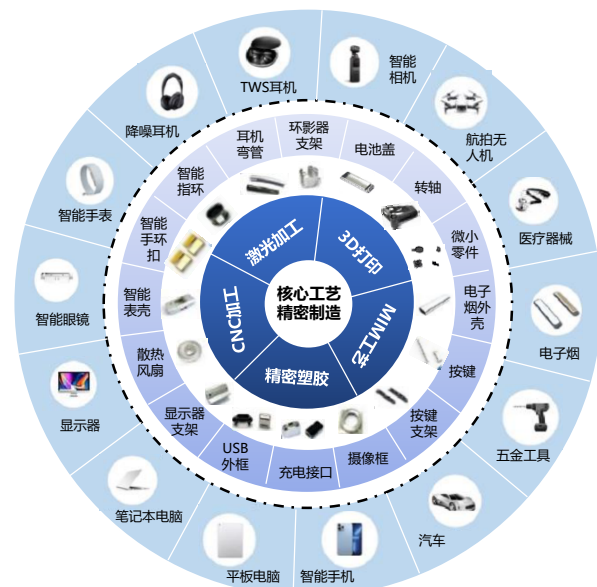 TWS耳机
智能
相机
航拍无
人机
医疗器械
电子烟
五金工具
汽车
智能手机
平板电脑
笔记本电脑
显示器
智能眼镜
智能手表
降噪耳机
耳机
弯管
环影器
支架
电池盖
转轴
微小
零件
电子
烟外
壳
按键
按键
支架
摄像框
充电接口
USB
外框
显示器
支架
散热
风扇
智能
表壳
智能
手环
扣
智能
指环
激光加工
3D打印
MIM工艺
精密塑胶
CNC加工
核心工艺
精密制造